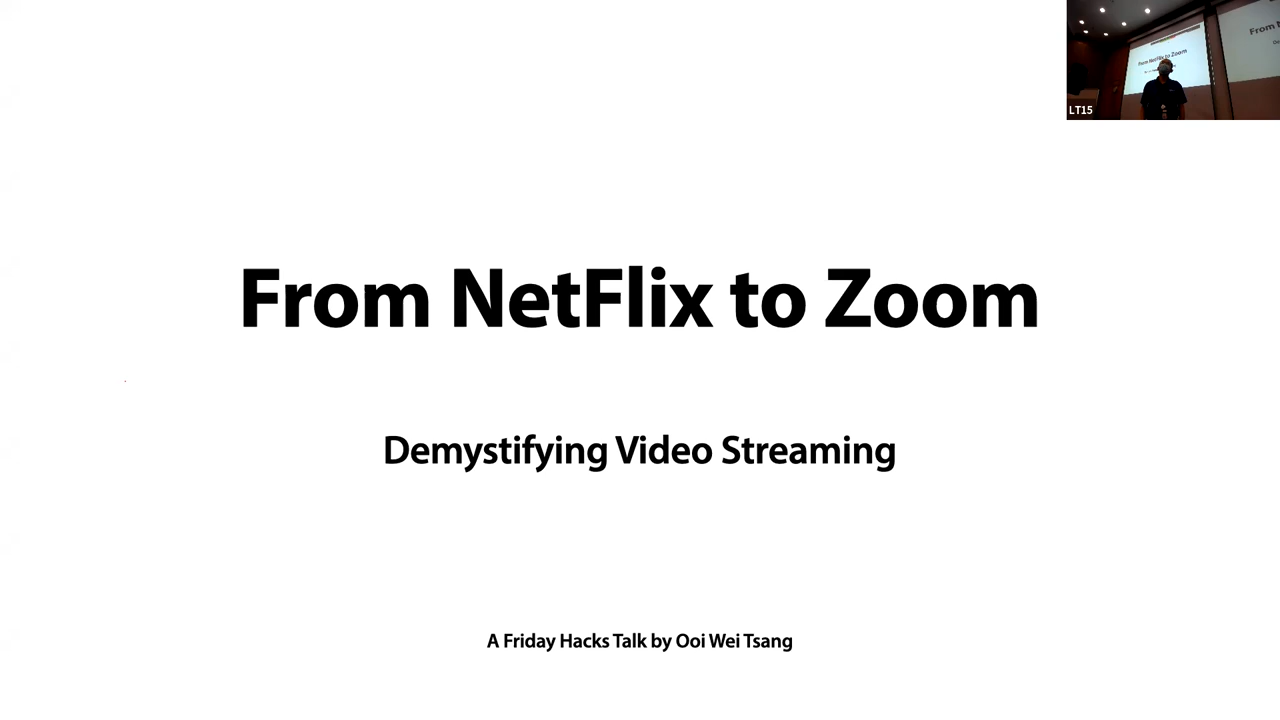 LT15
From NetFlix to Zoom
Demystifying Video Streaming
A Friday Hacks Talk by Ooi Wei Tsang